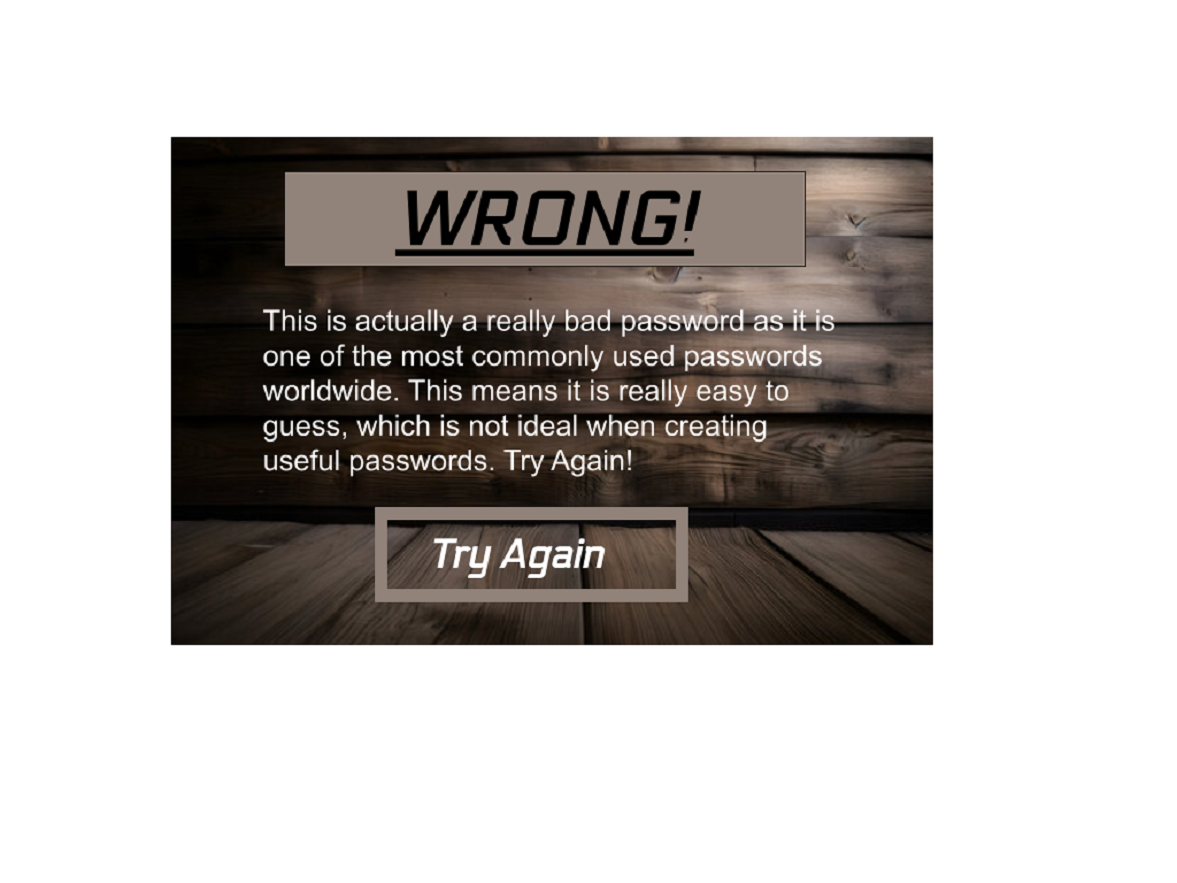 WRONG!
This is actually a really bad password as it is
one of the most commonly used passwords
worldwide. This means it is really easy to
guess, which is not ideal when creating
useful passwords. Try Again!
Try Again